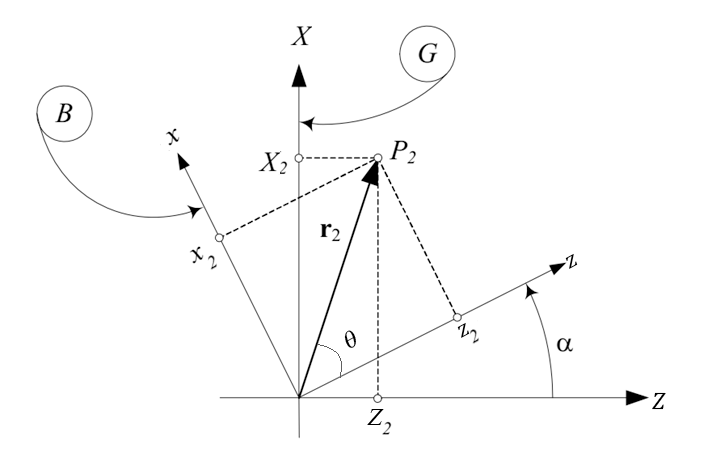 X
G
B
x
X₂
P₂
r₂
x₂
θ
z
z₂
α
Z
Z₂